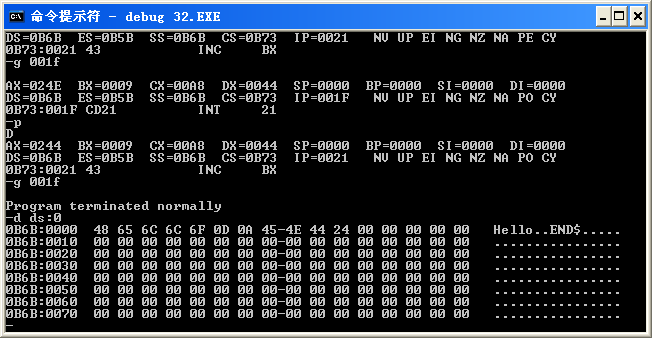 命令提示符 - debug 32.EXE
DS=0B6B  ES=0B5B  SS=0B6B  CS=0B73  IP=0021   NV UP EI NG NZ NA PE CY
0B73:0021 43            INC     BX
-g 001f
AX=024E  BX=0009  CX=00A8  DX=0044  SP=0000  BP=0000  SI=0000  DI=0000
DS=0B6B  ES=0B5B  SS=0B6B  CS=0B73  IP=001F   NV UP EI NG NZ NA PO CY
0B73:001F CD21          INT     21
-p
D
AX=0244  BX=0009  CX=00A8  DX=0044  SP=0000  BP=0000  SI=0000  DI=0000
DS=0B6B  ES=0B5B  SS=0B6B  CS=0B73  IP=0021   NV UP EI NG NZ NA PO CY
0B73:0021 43            INC     BX
-g 001f
Program terminated normally
-d ds:0
0B6B:0000  48 65 6C 6C 6F 0D 0A 45-4E 44 24 00 00 00 00 00   Hello..END$.....
0B6B:0010  00 00 00 00 00 00 00 00-00 00 00 00 00 00 00 00   ................
0B6B:0020  00 00 00 00 00 00 00 00-00 00 00 00 00 00 00 00   ................
0B6B:0030  00 00 00 00 00 00 00 00-00 00 00 00 00 00 00 00   ................
0B6B:0040  00 00 00 00 00 00 00 00-00 00 00 00 00 00 00 00   ................
0B6B:0050  00 00 00 00 00 00 00 00-00 00 00 00 00 00 00 00   ................
0B6B:0060  00 00 00 00 00 00 00 00-00 00 00 00 00 00 00 00   ................
0B6B:0070  00 00 00 00 00 00 00 00-00 00 00 00 00 00 00 00   ................
-